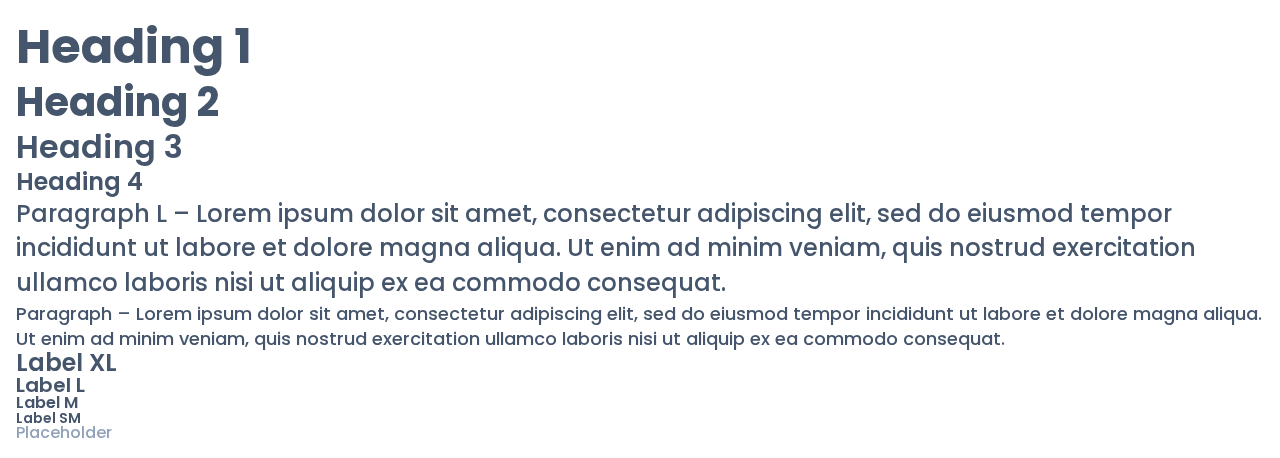 Heading 1
Heading 2
Heading 3
Heading 4
Paragraph L – Lorem ipsum dolor sit amet, consectetur adipiscing elit, sed do eiusmod tempor
incididunt ut labore et dolore magna aliqua. Ut enim ad minim veniam, quis nostrud exercitation
ullamco laboris nisi ut aliquip ex ea commodo consequat.
Paragraph – Lorem ipsum dolor sit amet, consectetur adipiscing elit, sed do eiusmod tempor incididunt ut labore et dolore magna aliqua.
Ut enim ad minim veniam, quis nostrud exercitation ullamco laboris nisi ut aliquip ex ea commodo consequat.
Label XL
Label L
Label M
Label SM
Placeholder